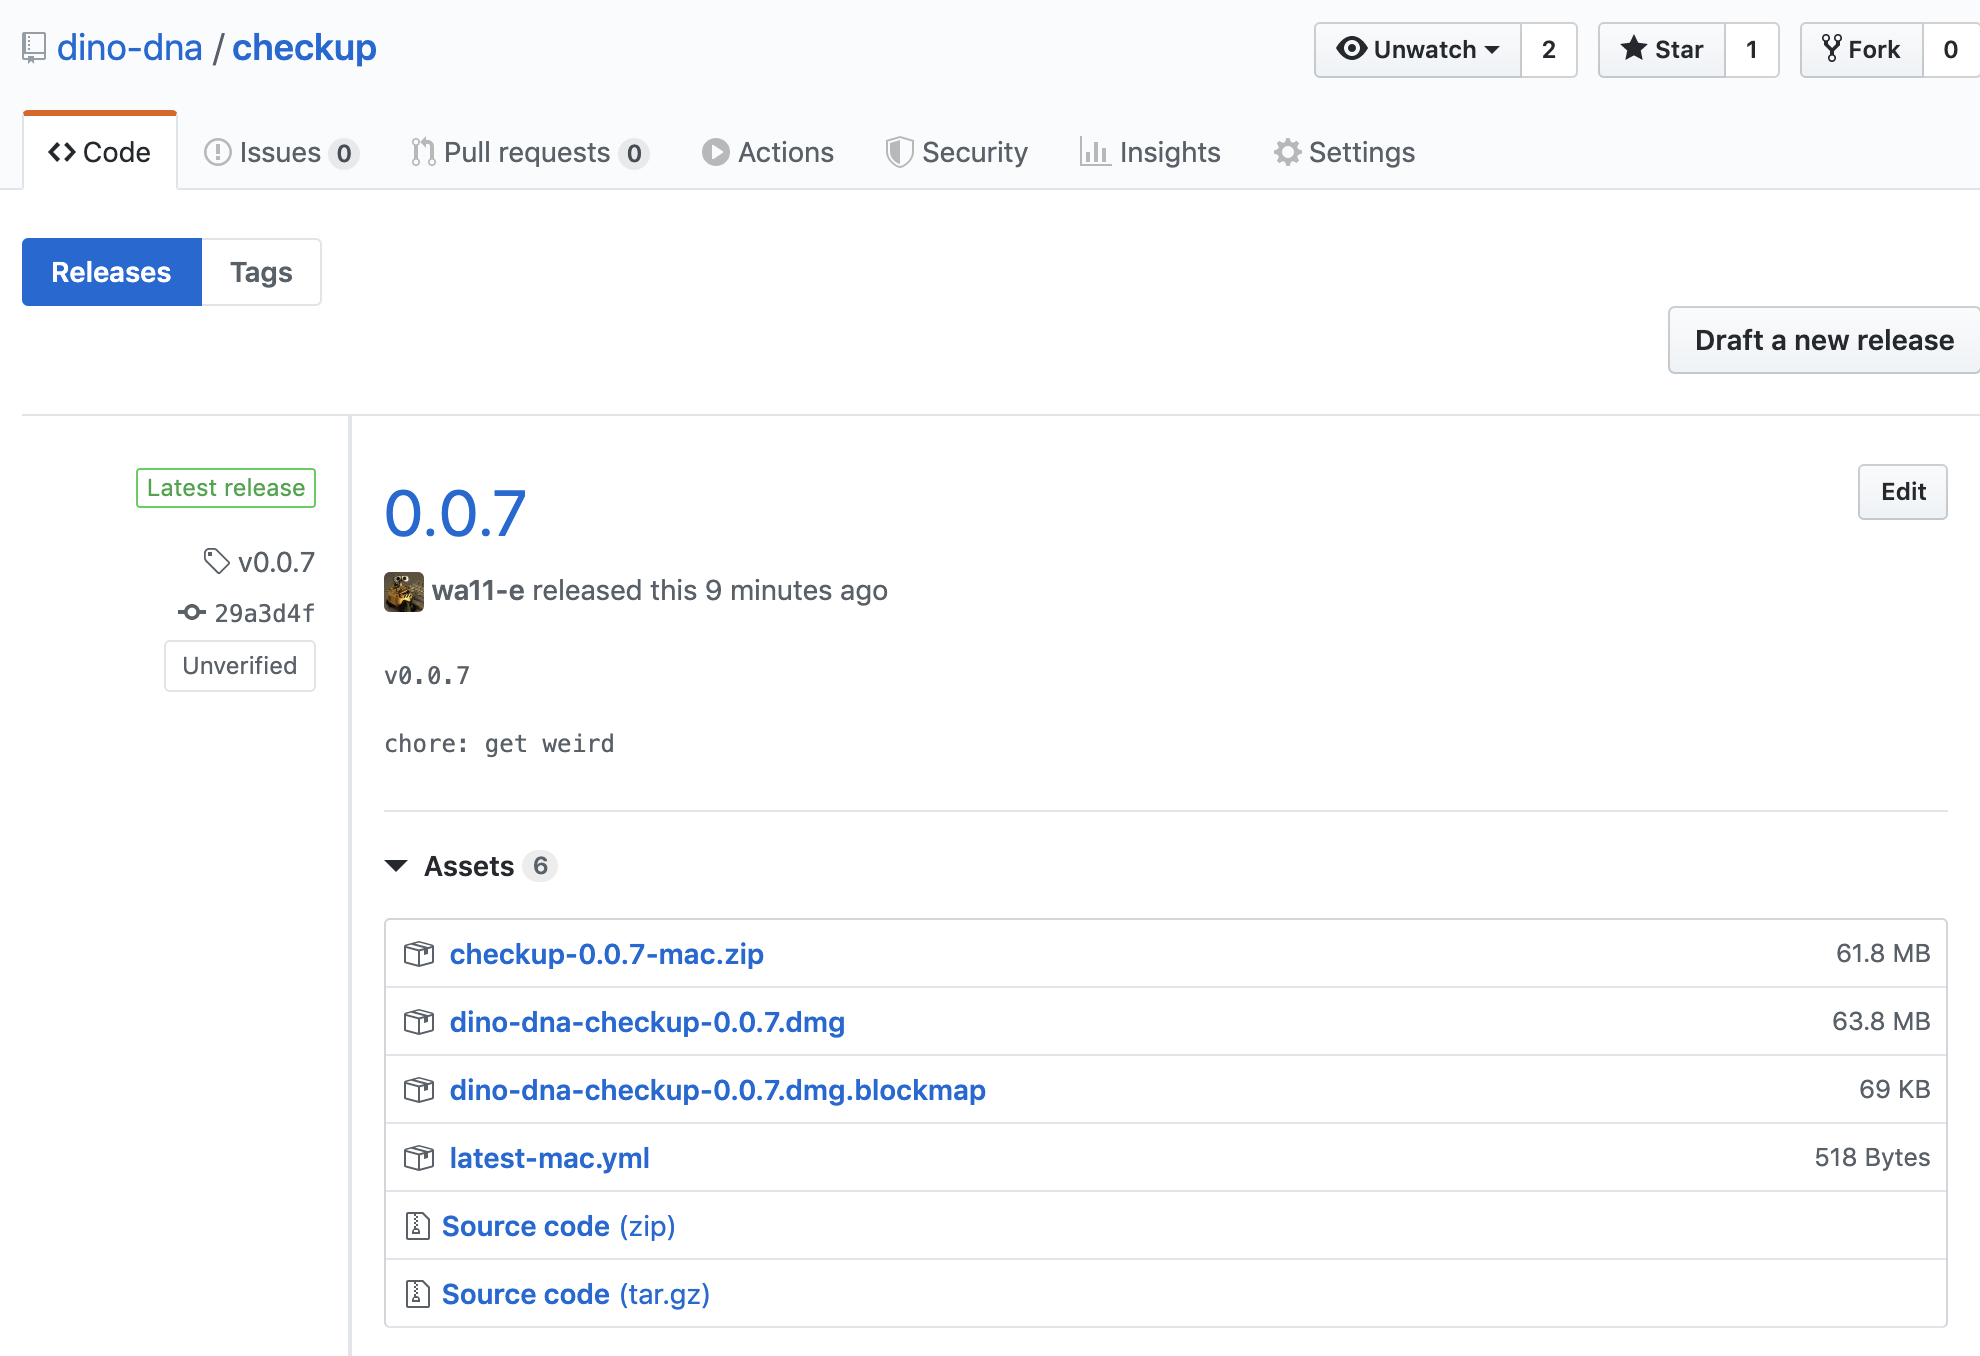 dino-dna / checkup
Unwatch 2
Star 1
Fork 0
Code
Issues 0
Pull requests 0
Actions
Security
Insights
Settings
Releases
Tags
Draft a new release
Latest release
v0.0.7
29a3d4f
Unverified
0.0.7
Edit
wa11-e released this 9 minutes ago
v0.0.7
chore: get weird
Assets 6
checkup-0.0.7-mac.zip 61.8 MB
dino-dna-checkup-0.0.7.dmg 63.8 MB
dino-dna-checkup-0.0.7.dmg.blockmap 69 KB
latest-mac.yml 518 Bytes
Source code (zip)
Source code (tar.gz)